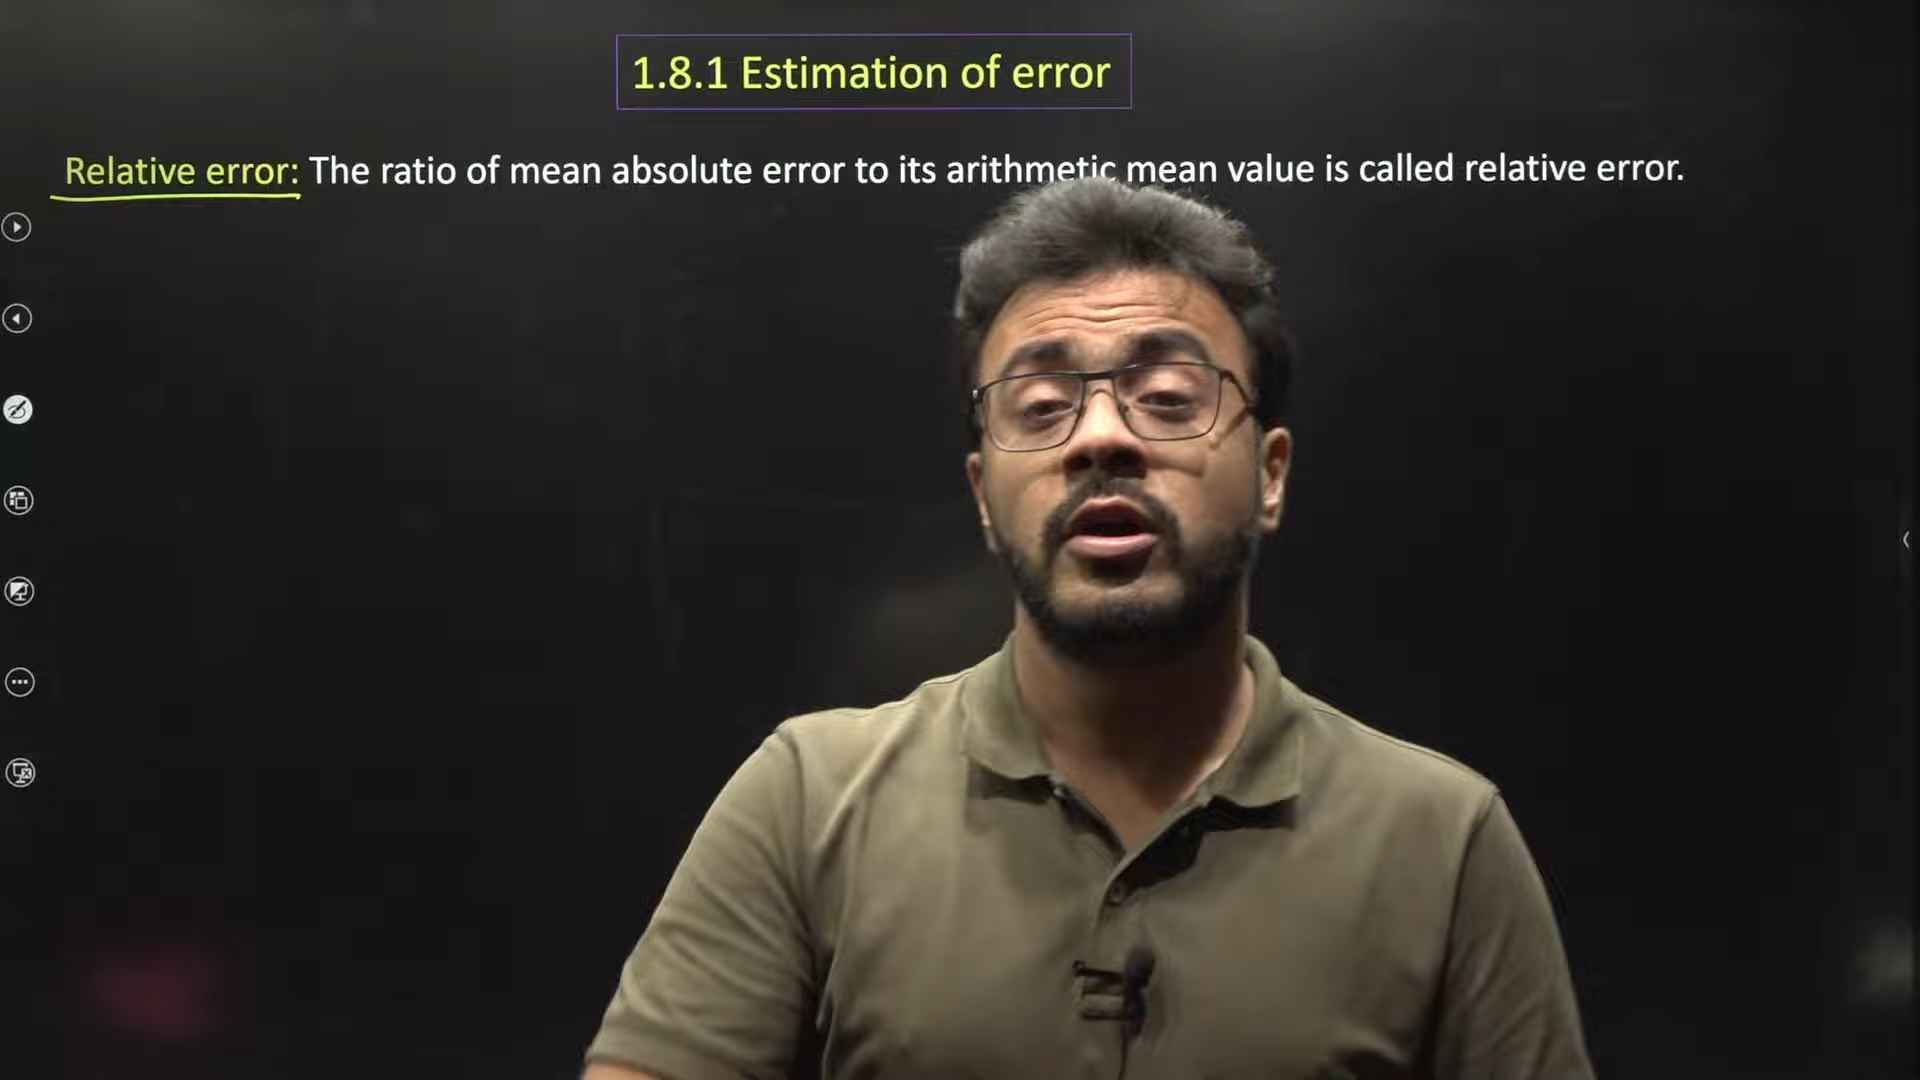 1.8.1 Estimation of error
Relative error: The ratio of mean absolute error to its arithmetic mean value is called relative error.